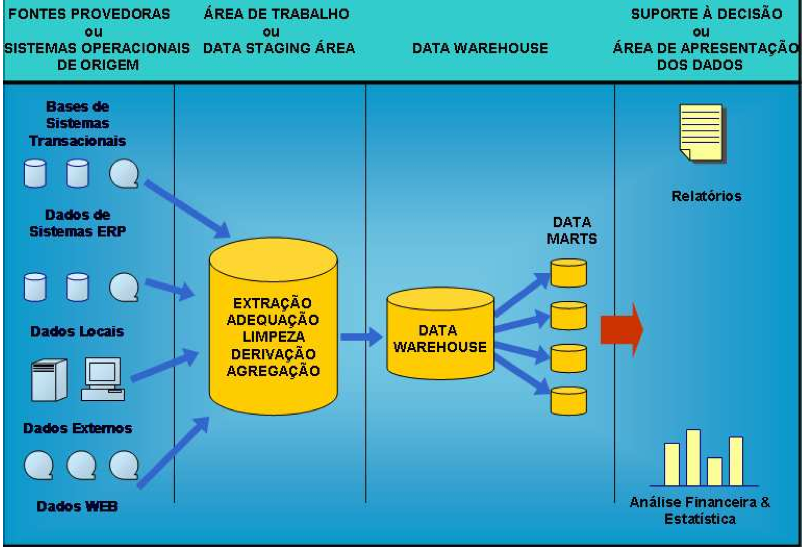 FONTES PROVEDORAS
ou
SISTEMAS OPERACIONAIS
DE ORIGEM
ÁREA DE TRABALHO
ou
DATA STAGING ÁREA
DATA WAREHOUSE
SUPORTE À DECISÃO
ou
ÁREA DE APRESENTAÇÃO
DOS DADOS
Bases de
Sistemas
Transacionais
Dados de
Sistemas ERP
Dados Locais
Dados Externos
Dados WEB
EXTRAÇÃO
ADEQUAÇÃO
LIMPEZA
DERIVAÇÃO
AGREGAÇÃO
DATA
WAREHOUSE
DATA
MARTS
Relatórios
Análise Financeira &
Estatística